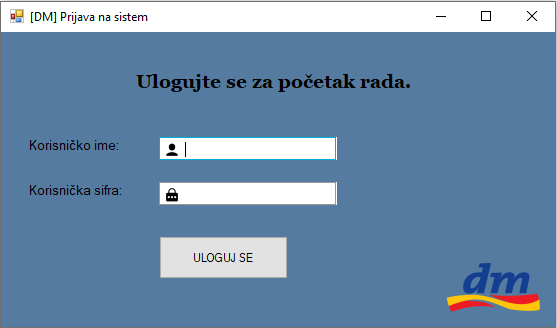 [DM] Prijava na sistem
Ulogujte se za početak rada.
Korisničko ime:
Korisnička sifra:
ULOGUJ SE
dm